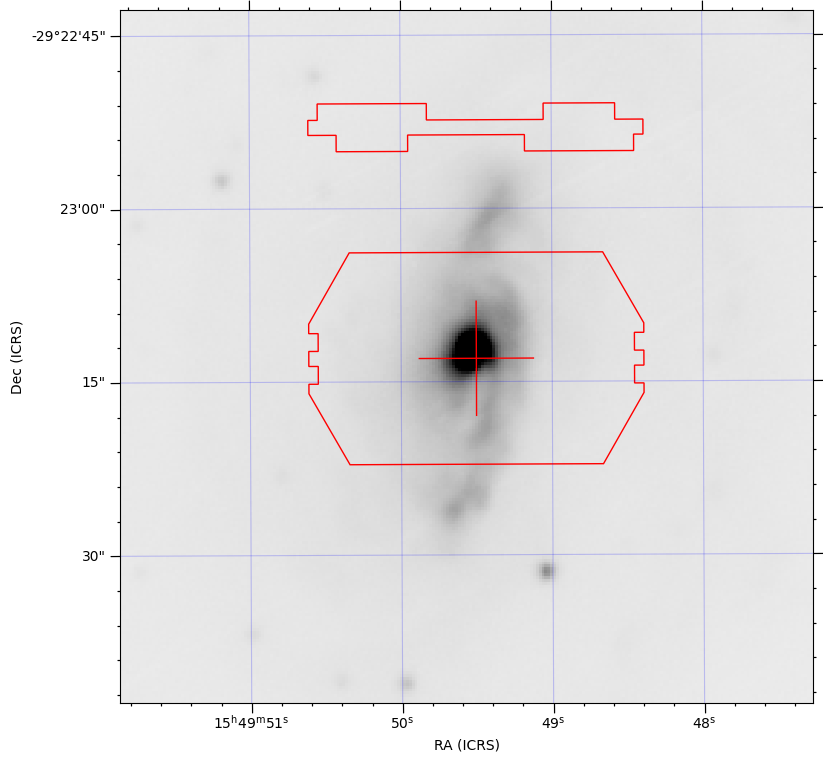 -29°22'45"
23'00"
15"
30"
Dec (ICRS)
15ʰ49ᵐ51ˢ 50ˢ 49ˢ 48ˢ
RA (ICRS)